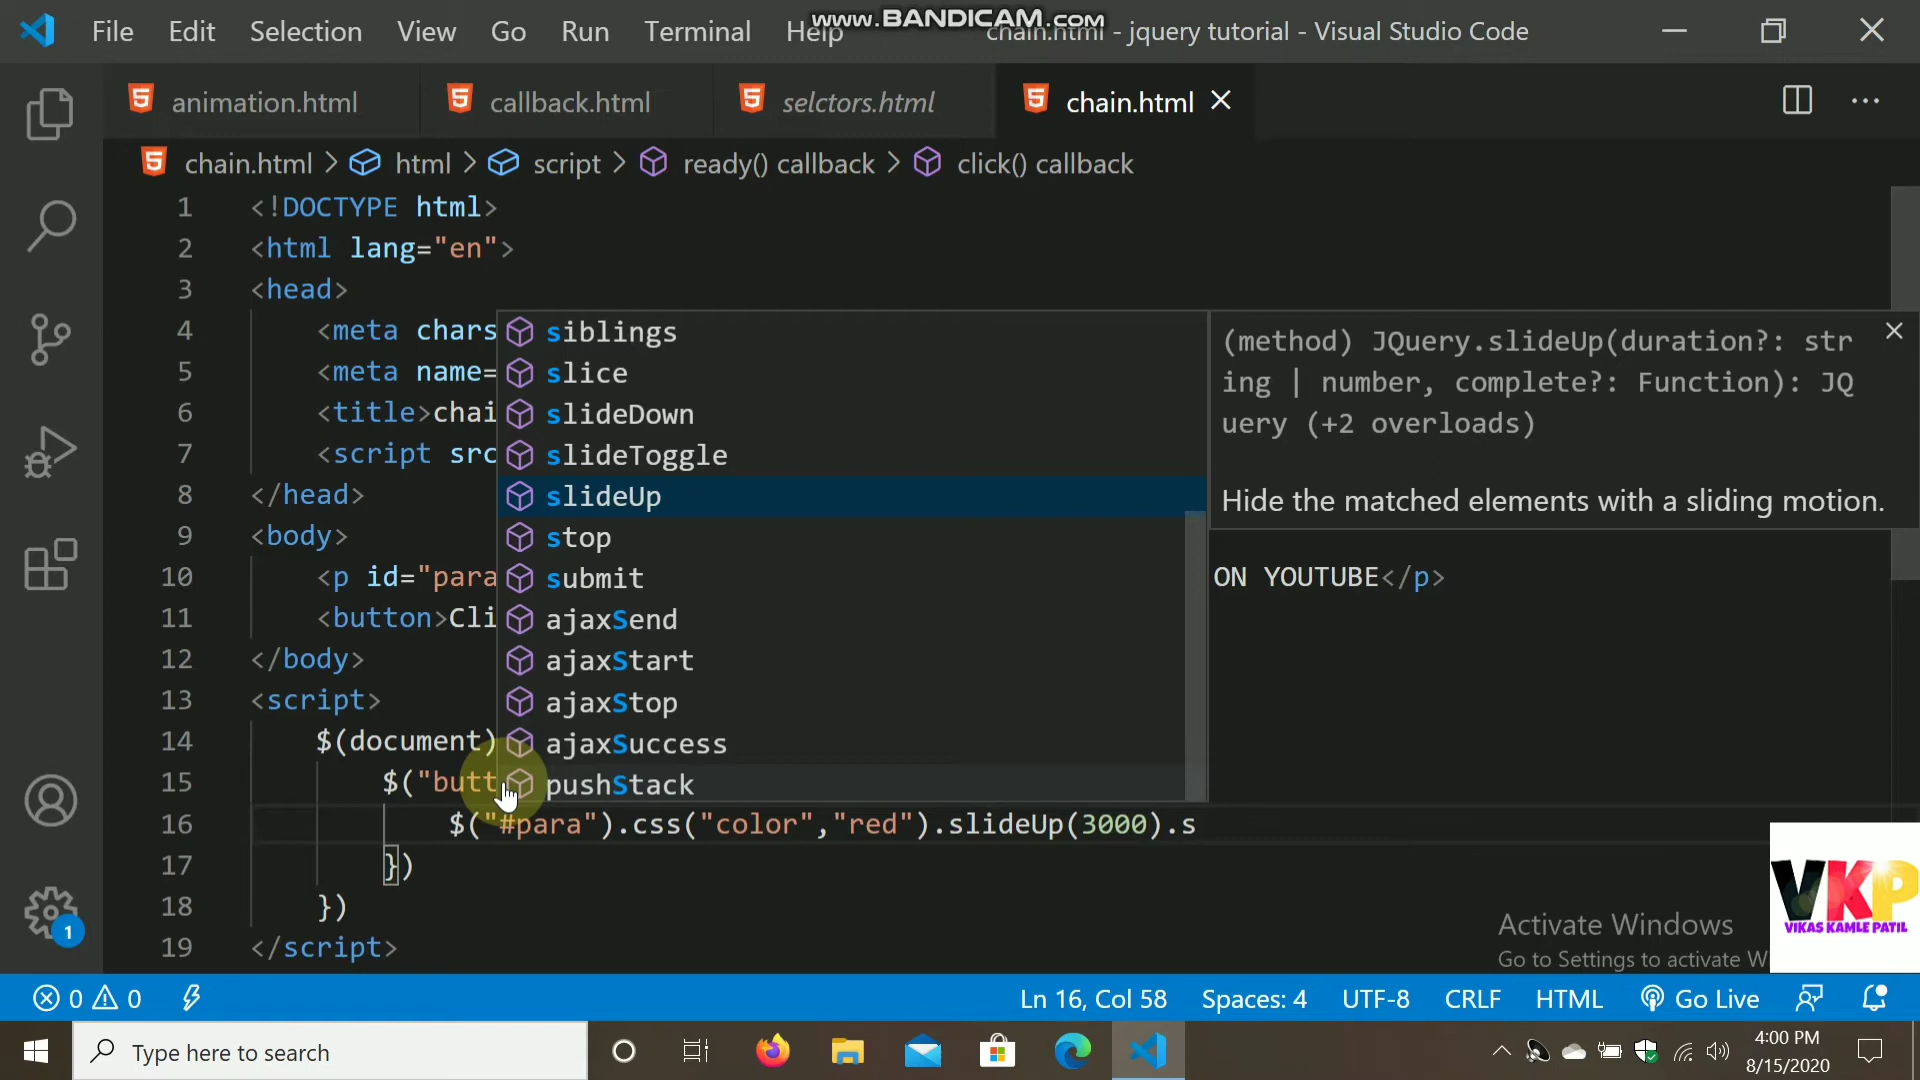 File Edit Selection View Go Run Terminal Help chain.html - jquery tutorial - Visual Studio Code
www.BANDICAM.com
animation.html callback.html selctors.html chain.html
chain.html > html > script > ready() callback > click() callback
1 <!DOCTYPE html>
2 <html lang="en">
3 <head>
4 <meta chars
5 <meta name=
6 <title>chai
7 <script src
8 </head>
9 <body>
10 <p id="para ON YOUTUBE</p>
11 <button>Cli
12 </body>
13 <script>
14 $(document)
15 $("butt
16 $("#para").css("color","red").slideUp(3000).s
17 })
18 })
19 </script>
siblings
slice
slideDown
slideToggle
slideUp
stop
submit
ajaxSend
ajaxStart
ajaxStop
ajaxSuccess
pushStack
(method) JQuery.slideUp(duration?: str
ing | number, complete?: Function): JQ
uery (+2 overloads)
Hide the matched elements with a sliding motion.
Activate Windows
Go to Settings to activate W
VKP
VIKAS KAMLE PATIL
1
0 0 Ln 16, Col 58 Spaces: 4 UTF-8 CRLF HTML Go Live
Type here to search
4:00 PM
8/15/2020